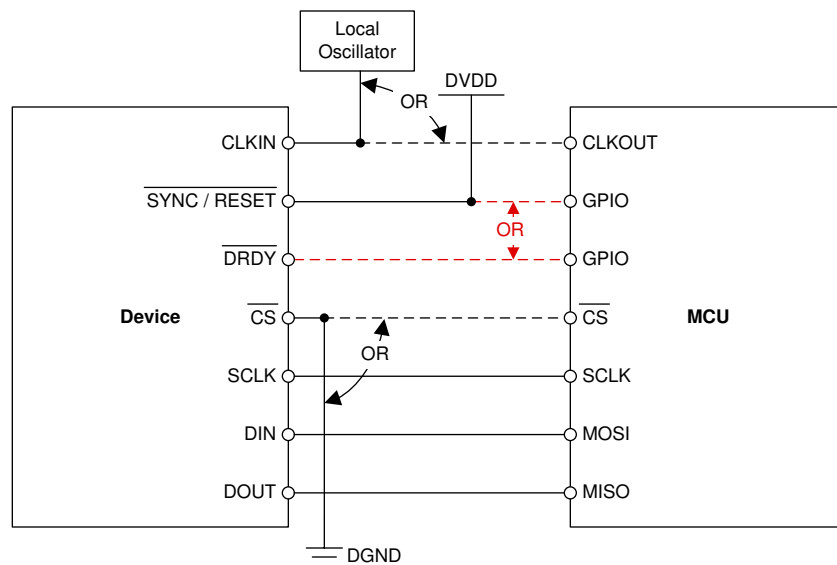 Local
Oscillator
OR
DVDD
CLKIN
CLKOUT
SYNC / RESET
GPIO
OR
DRDY
GPIO
Device
CS
CS
MCU
OR
SCLK
SCLK
DIN
MOSI
DOUT
MISO
DGND